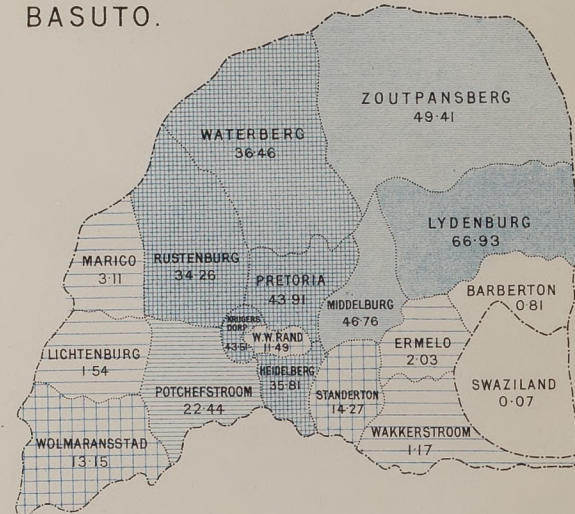 BASUTO.
ZOUTPANSBERG
49·41
WATERBERG
36·46
LYDENBURG
66·93
MARICO
3·11
RUSTENBURG
34·26
PRETORIA
43·91
MIDDELBURG
46·76
BARBERTON
0·81
KRUGERS
DORP
43·51
W.W.RAND
11·49
ERMELO
2·03
LICHTENBURG
1·54
POTCHEFSTROOM
22·44
HEIDELBERG
35·81
STANDERTON
14·27
SWAZILAND
0·07
WOLMARANSSTAD
13·15
WAKKERSTROOM
1·17